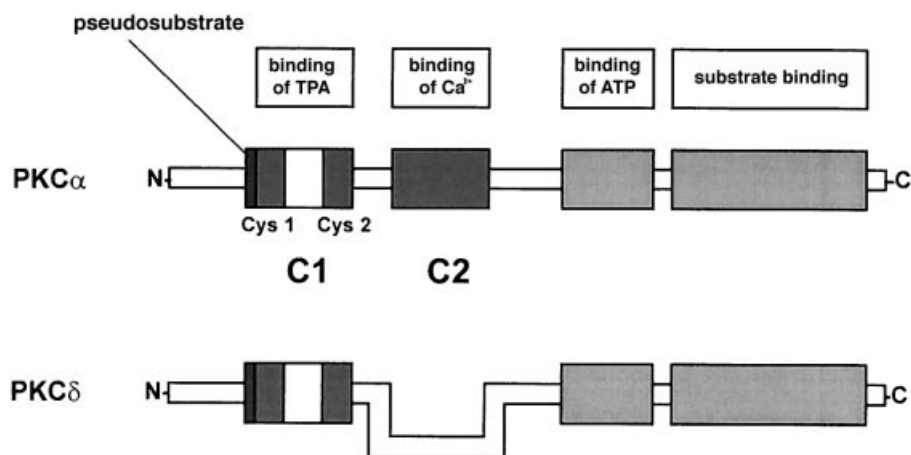 pseudosubstrate
binding
of TPA
binding
of Ca²⁺
binding
of ATP
substrate binding
PKCα
N
C
Cys 1
Cys 2
C1
C2
PKCδ
N
C